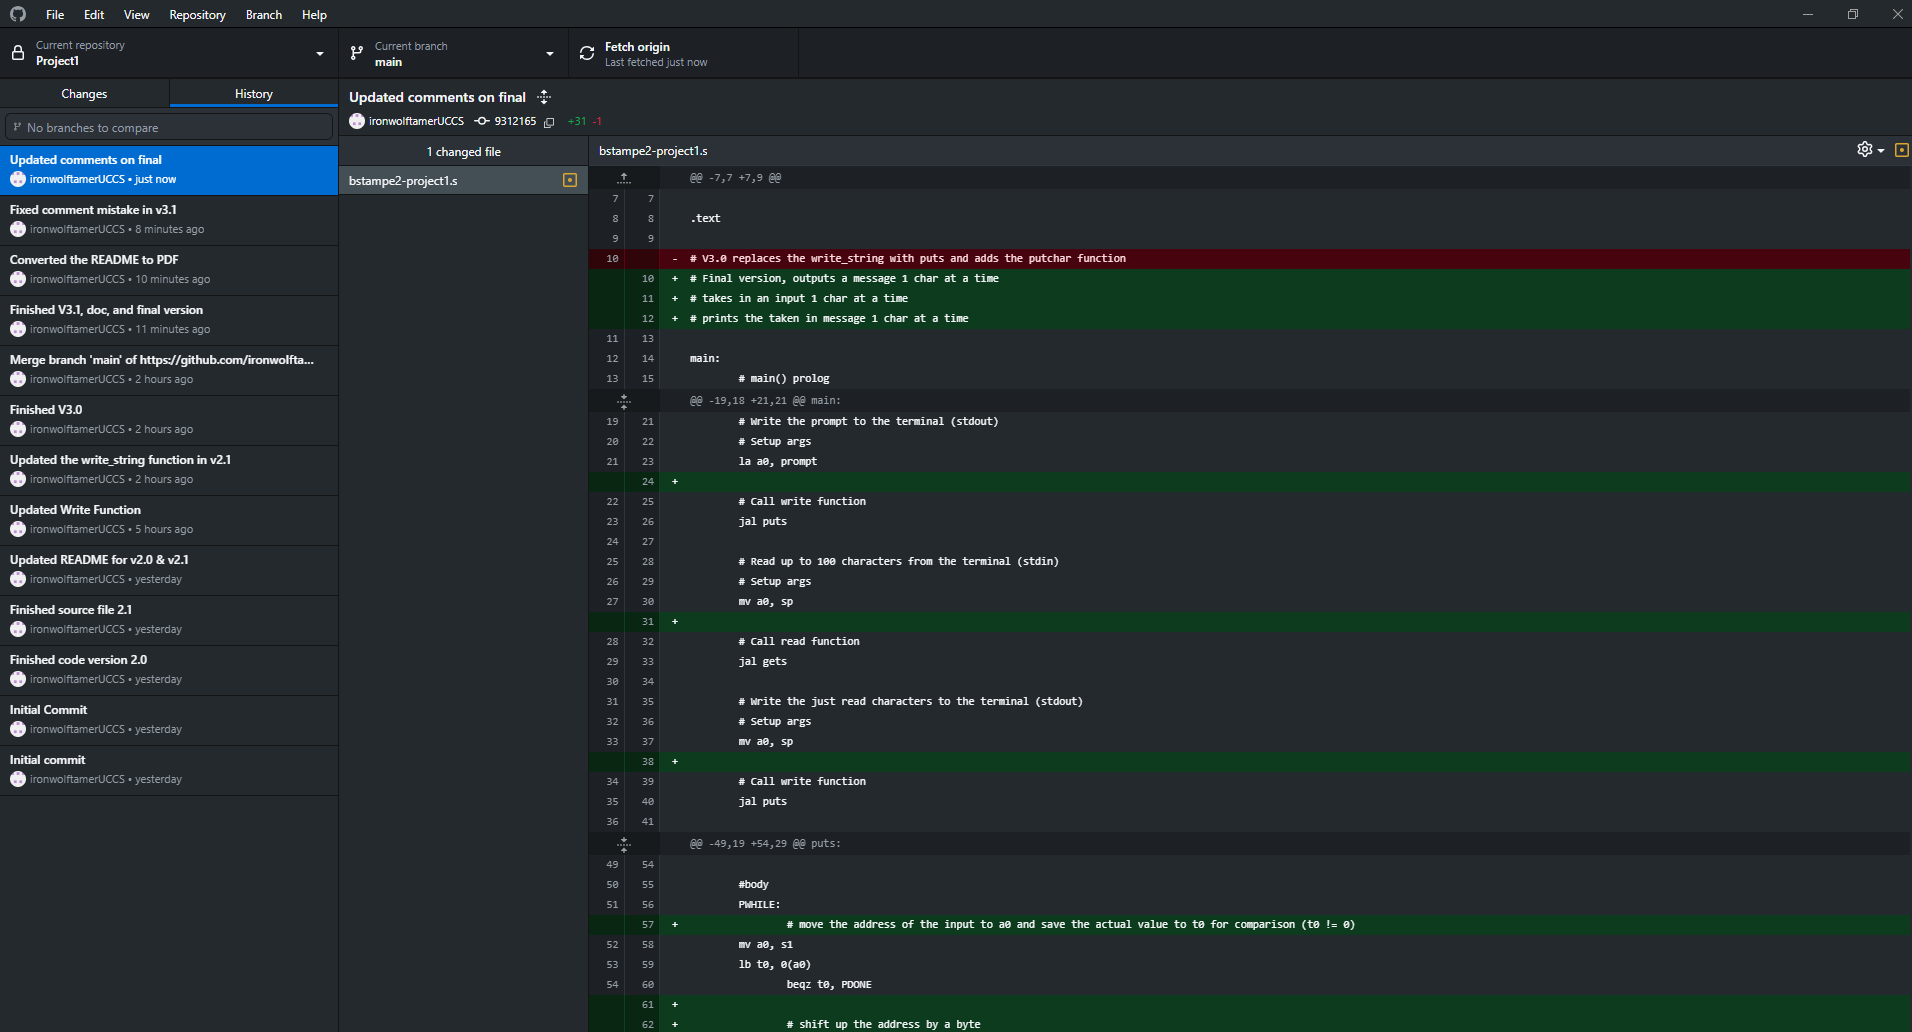 File Edit View Repository Branch Help
Current repository
Project1
Current branch
main
Fetch origin
Last fetched just now
Changes
History
No branches to compare
Updated comments on final
ironwolftamerUCCS • just now
Fixed comment mistake in v3.1
ironwolftamerUCCS • 8 minutes ago
Converted the README to PDF
ironwolftamerUCCS • 10 minutes ago
Finished V3.1, doc, and final version
ironwolftamerUCCS • 11 minutes ago
Merge branch 'main' of https://github.com/ironwolfta...
ironwolftamerUCCS • 2 hours ago
Finished V3.0
ironwolftamerUCCS • 2 hours ago
Updated the write_string function in v2.1
ironwolftamerUCCS • 2 hours ago
Updated Write Function
ironwolftamerUCCS • 5 hours ago
Updated README for v2.0 & v2.1
ironwolftamerUCCS • yesterday
Finished source file 2.1
ironwolftamerUCCS • yesterday
Finished code version 2.0
ironwolftamerUCCS • yesterday
Initial Commit
ironwolftamerUCCS • yesterday
Initial commit
ironwolftamerUCCS • yesterday
Updated comments on final
ironwolftamerUCCS 9312165 +31 -1
1 changed file
bstampe2-project1.s
bstampe2-project1.s
@@ -7,7 +7,9 @@
7 7
8 8 .text
9 9
10 - # V3.0 replaces the write_string with puts and adds the putchar function
10 + # Final version, outputs a message 1 char at a time
11 + # takes in an input 1 char at a time
12 + # prints the taken in message 1 char at a time
11 13
12 14 main:
13 15 # main() prolog
@@ -19,18 +21,21 @@ main:
19 21 # Write the prompt to the terminal (stdout)
20 22 # Setup args
21 23 la a0, prompt
24 +
22 25 # Call write function
23 26 jal puts
24 27
25 28 # Read up to 100 characters from the terminal (stdin)
26 29 # Setup args
27 30 mv a0, sp
31 +
28 32 # Call read function
29 33 jal gets
30 34
31 35 # Write the just read characters to the terminal (stdout)
32 36 # Setup args
33 37 mv a0, sp
38 +
34 39 # Call write function
35 40 jal puts
36 41
@@ -49,19 +54,29 @@ puts:
49 54
50 55 #body
51 56 PWHILE:
57 + # move the address of the input to a0 and save the actual value to t0 for comparison (t0 != 0)
52 58 mv a0, s1
53 59 lb t0, 0(a0)
54 60 beqz t0, PDONE
61 +
62 + # shift up the address by a byte